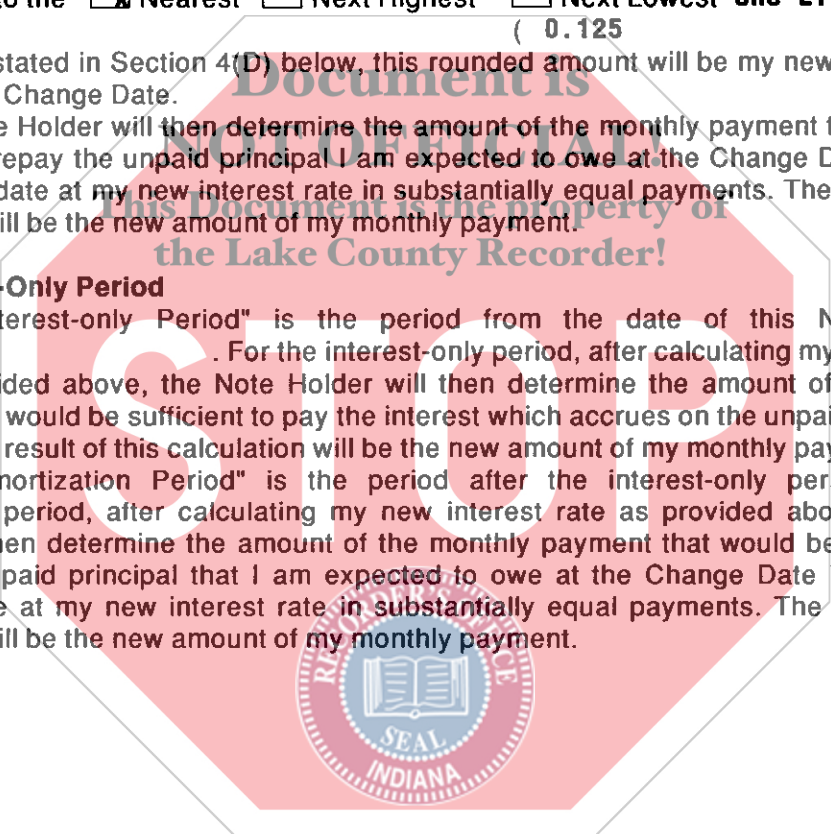 to the Nearest Next Highest Next Lowest One
( 0.125
stated in Section 4(D) below, this rounded amount will be my new
Change Date.
Document is
e Holder will then determine the amount of the monthly payment
repay the unpaid principal I am expected to owe at the Change D
NOT OFFICIAL!
date at my new interest rate in substantially equal payments. The
This Document is the property of
ill be the new amount of my monthly payment.
the Lake County Recorder!
-Only Period
terest-only Period" is the period from the date of this N
. For the interest-only period, after calculating my
ided above, the Note Holder will then determine the amount of
would be sufficient to pay the interest which accrues on the unpai
result of this calculation will be the new amount of my monthly pay
STOP
mortization Period" is the period after the interest-only per
period, after calculating my new interest rate as provided abo
hen determine the amount of the monthly payment that would be
paid principal that I am expected to owe at the Change Date
e at my new interest rate in substantially equal payments. The
ill be the new amount of my monthly payment.
RECORDER'S OFFICE
SEAL
INDIANA